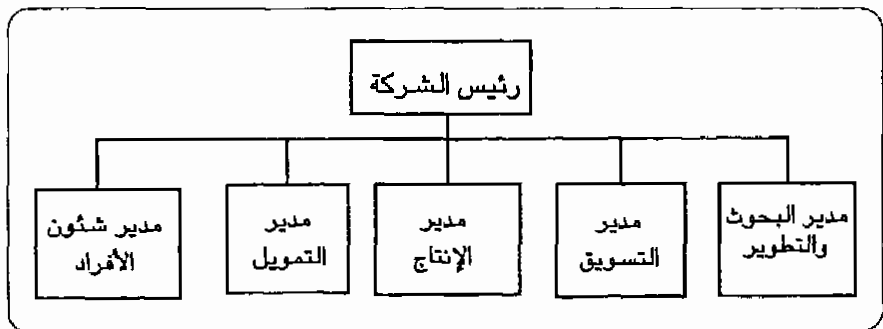 رئيس الشركة
مدير البحوث
والتطوير
مدير
التسويق
مدير
الإنتاج
مدير
التمويل
مدير شئون
الأفراد